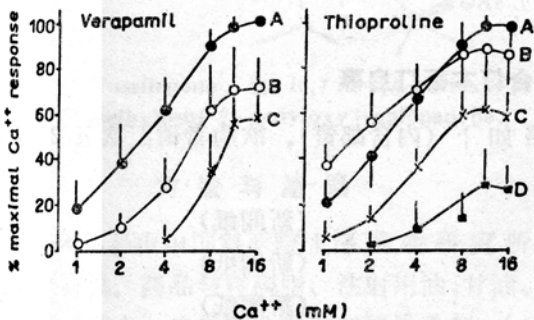 Verapamil
Thioproline
% maximal Ca++ response
100
80
60
40
20
0
A
B
C
1 2 4 8 16
A
B
C
D
1 2 4 8 16
Ca++ (mM)